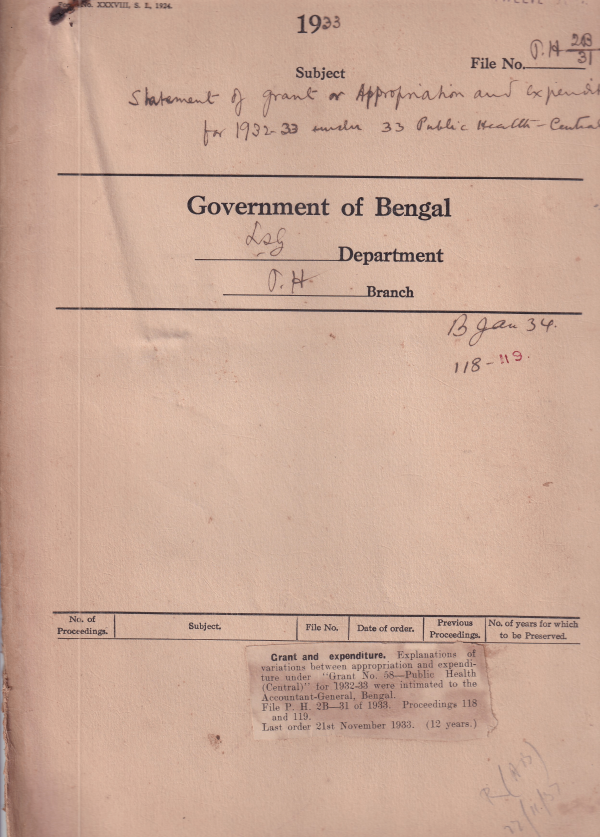 XXXVIII, S. I., 1924.
1933
File No. P. H 2B/31
Subject
Statement of grant or Appropriation and Expendit
for 1932-33 under 33 Public Health-Central
Government of Bengal
LSG Department
P. H. Branch
B Jan 34.
118-119.
No. of Proceedings.
Subject.
File No.
Date of order.
Previous Proceedings.
No. of years for which to be Preserved.
Grant and expenditure. Explanations of
variations between appropriation and expendi-
ture under "Grant No. 58—Public Health
(Central)" for 1932-33 were intimated to the
Accountant-General, Bengal.
File P. H. 2B—31 of 1933. Proceedings 118
and 119.
Last order 21st November 1933. (12 years.)